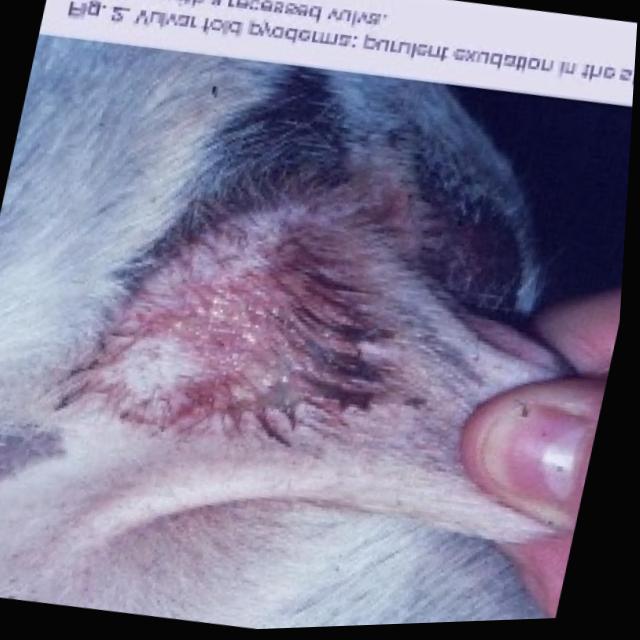 Fig. 2. Vulvar fold pyoderma: purulent exudation in the
a recessed vulva.